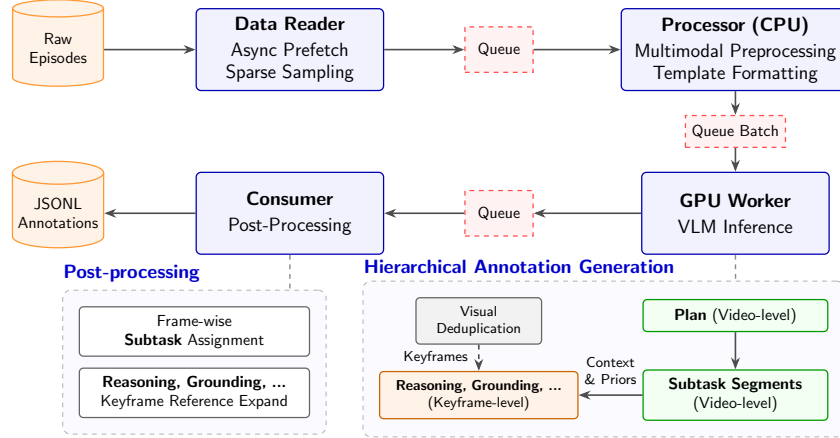 Raw
Episodes
Data Reader
Async Prefetch
Sparse Sampling
Queue
Processor (CPU)
Multimodal Preprocessing
Template Formatting
Queue Batch
JSONL
Annotations
Consumer
Post-Processing
Queue
GPU Worker
VLM Inference
Post-processing
Frame-wise
Subtask Assignment
Reasoning, Grounding, ...
Keyframe Reference Expand
Hierarchical Annotation Generation
Visual
Deduplication
Plan (Video-level)
Keyframes
Context
& Priors
Reasoning, Grounding, ...
(Keyframe-level)
Subtask Segments
(Video-level)